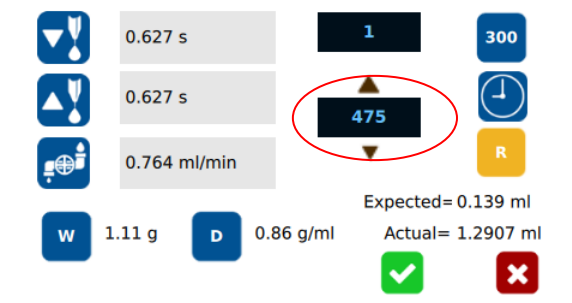 0.627 s
1
300
0.627 s
475
0.764 ml/min
R
Expected= 0.139 ml
W 1.11 g D 0.86 g/ml Actual= 1.2907 ml